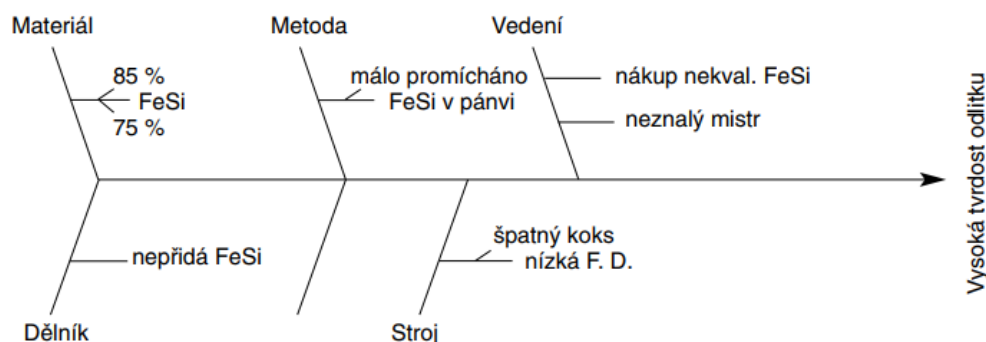 Materiál
Metoda
Vedení
85 %
FeSi
75 %
málo promícháno
FeSi v pánvi
nákup nekval. FeSi
neznalý mistr
Vysoká tvrdost odlitku
nepřidá FeSi
špatný koks
nízká F. D.
Dělník
Stroj